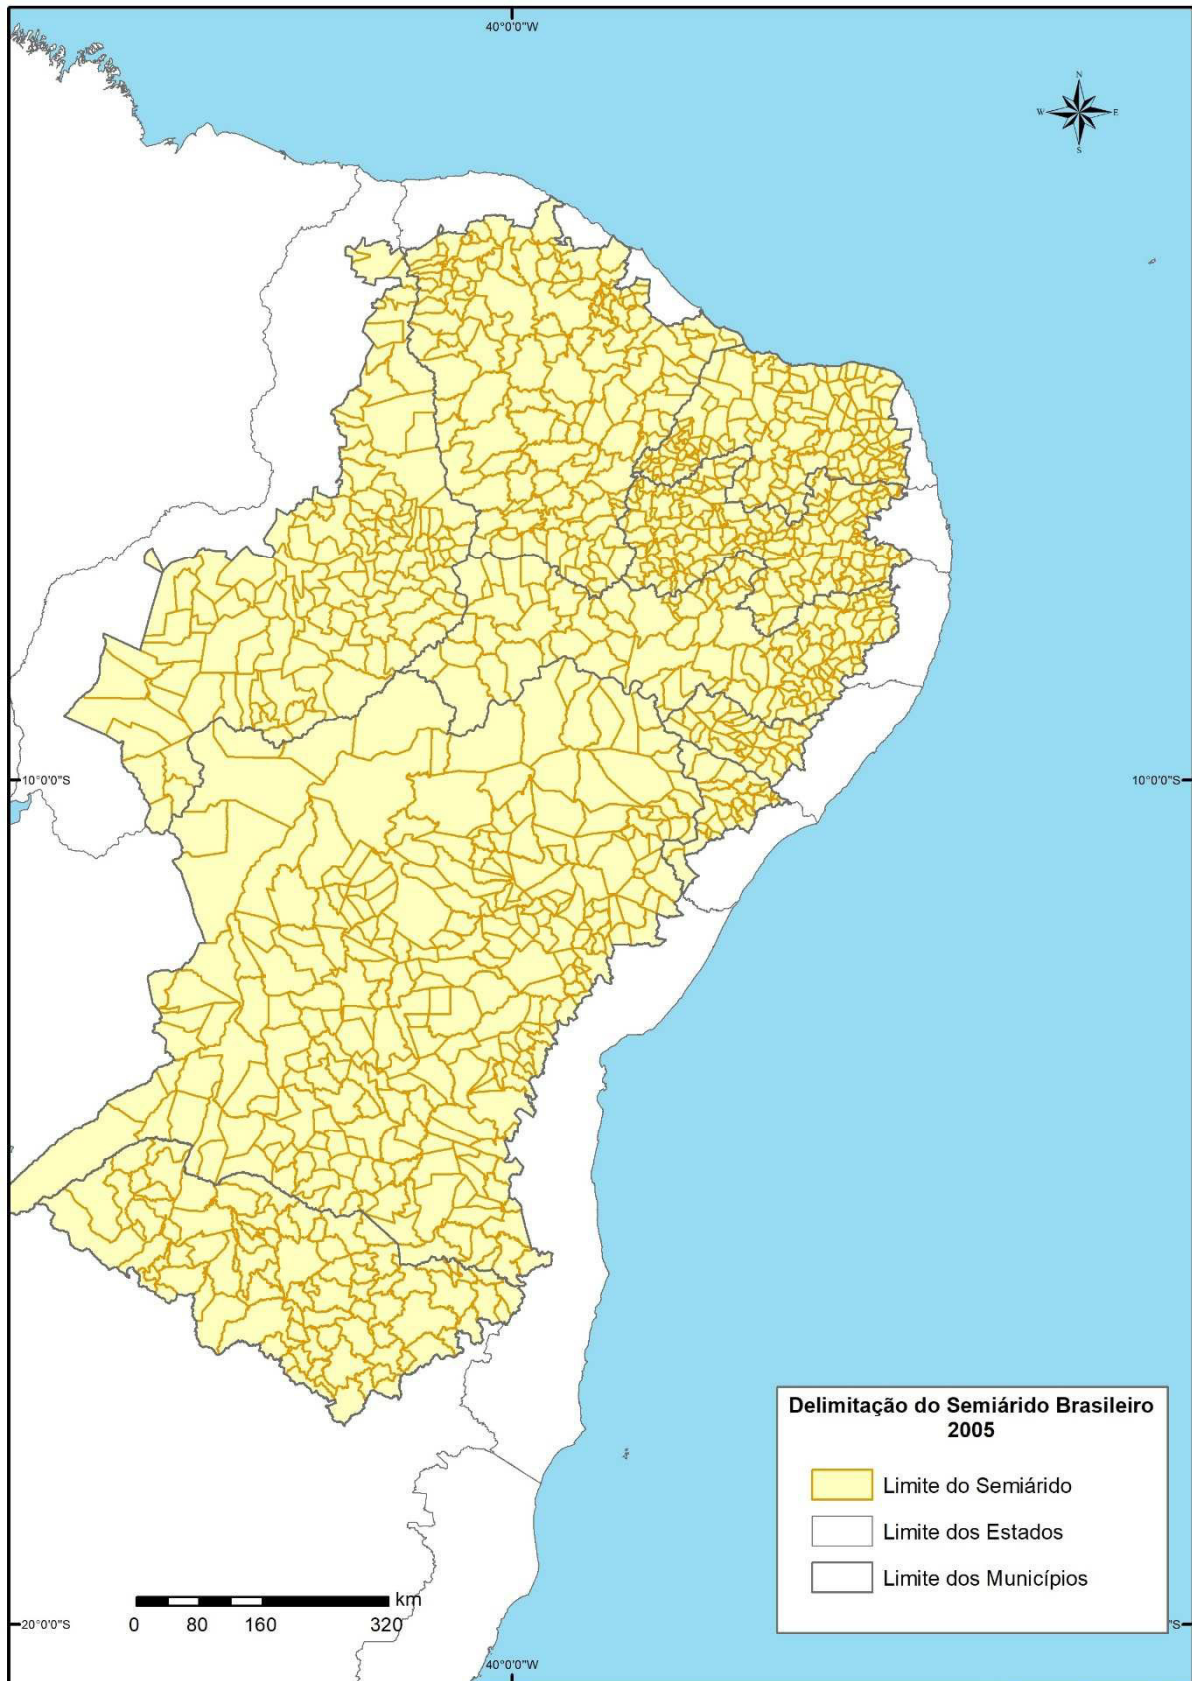 40°0'0"W
N
W
E
S
10°0'0"S
10°0'0"S
Delimitação do Semiárido Brasileiro
2005
Limite do Semiárido
Limite dos Estados
Limite dos Municípios
km
0 80 160 320
20°0'0"S
"S
40°0'0"W